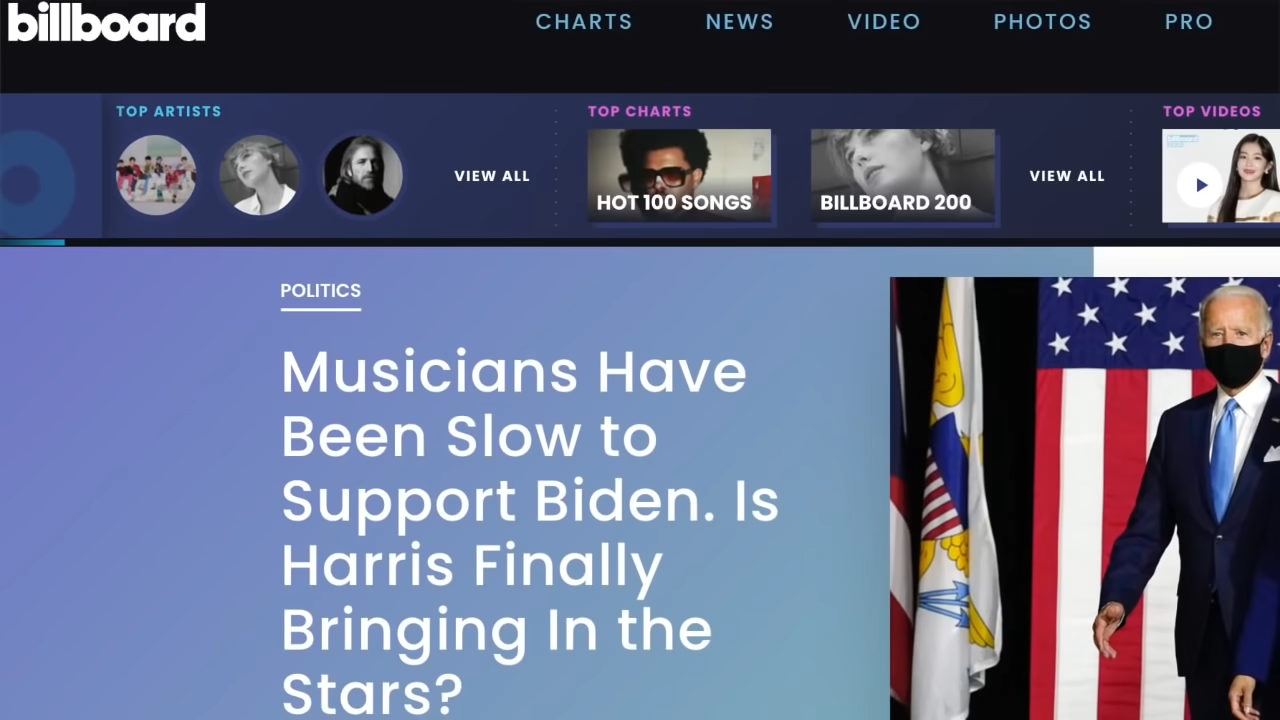 billboard
CHARTS NEWS VIDEO PHOTOS PRO
TOP ARTISTS
VIEW ALL
TOP CHARTS
HOT 100 SONGS
BILLBOARD 200
VIEW ALL
TOP VIDEOS
POLITICS
Musicians Have
Been Slow to
Support Biden. Is
Harris Finally
Bringing In the
Stars?